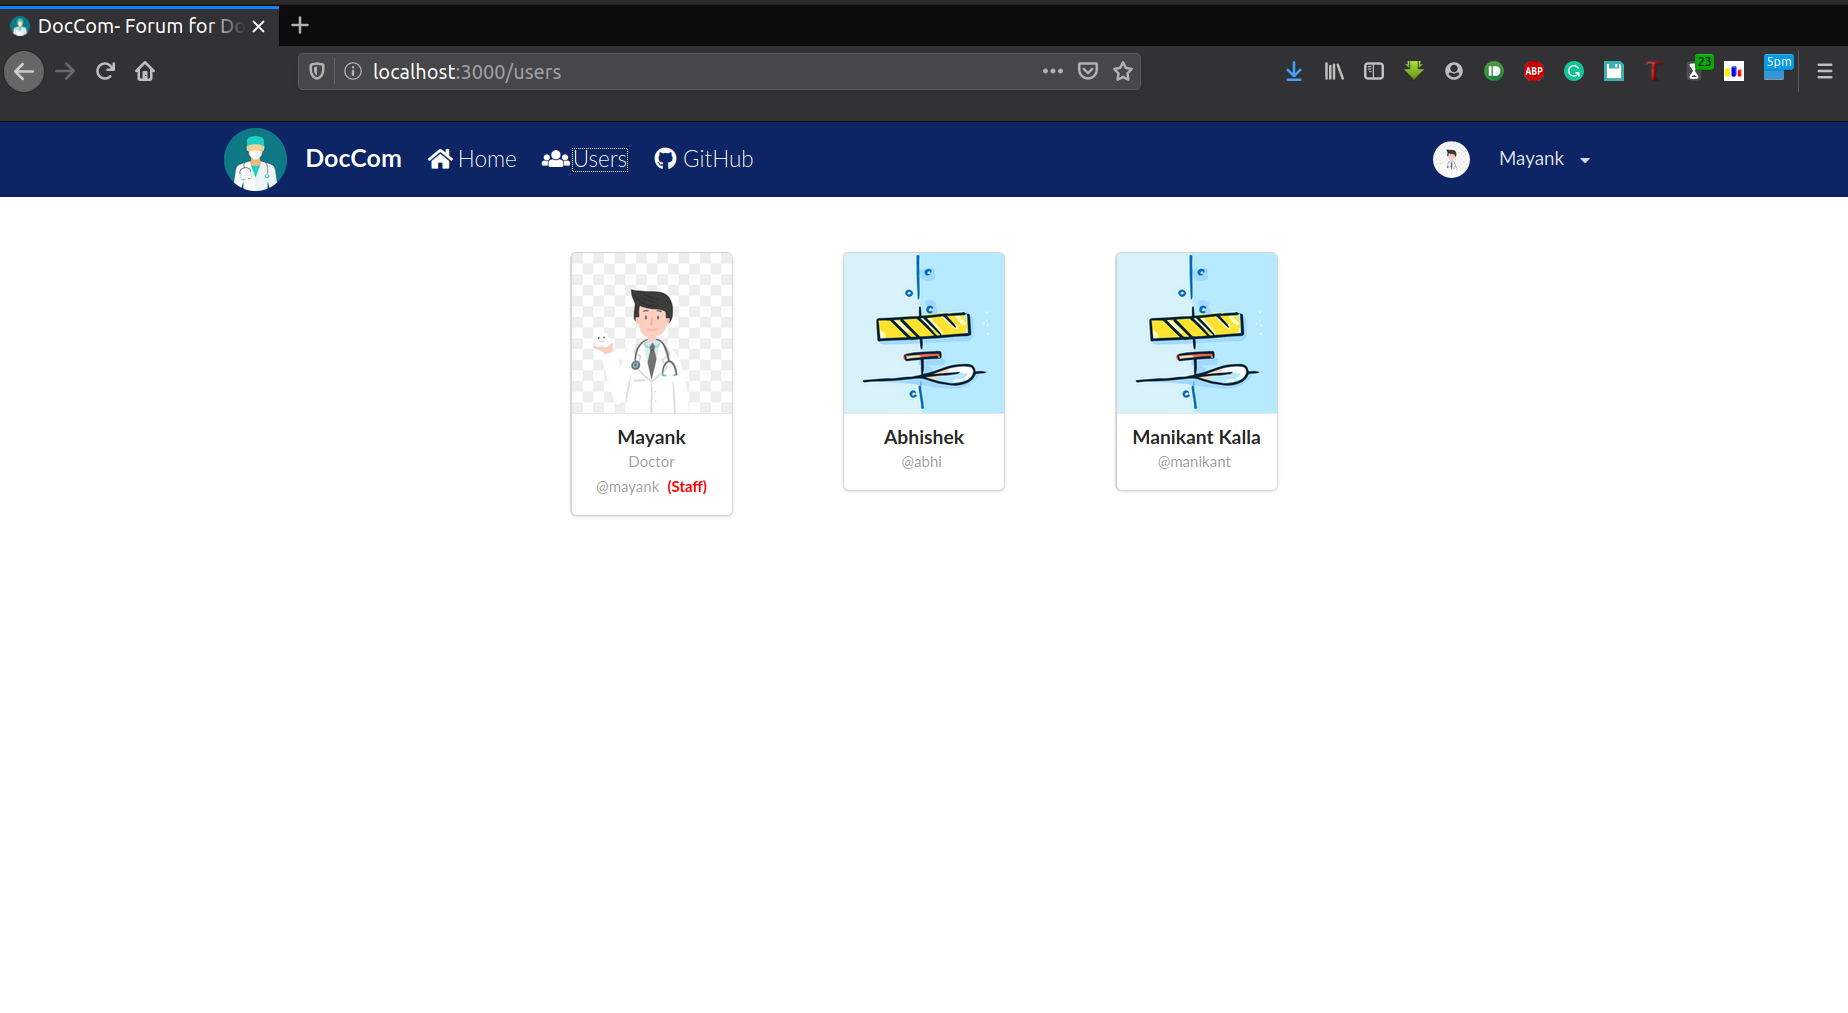 DocCom- Forum for Do
localhost:3000/users
ABP
23
5pm
DocCom Home Users GitHub Mayank
Mayank
Doctor
@mayank (Staff)
Abhishek
@abhi
Manikant Kalla
@manikant